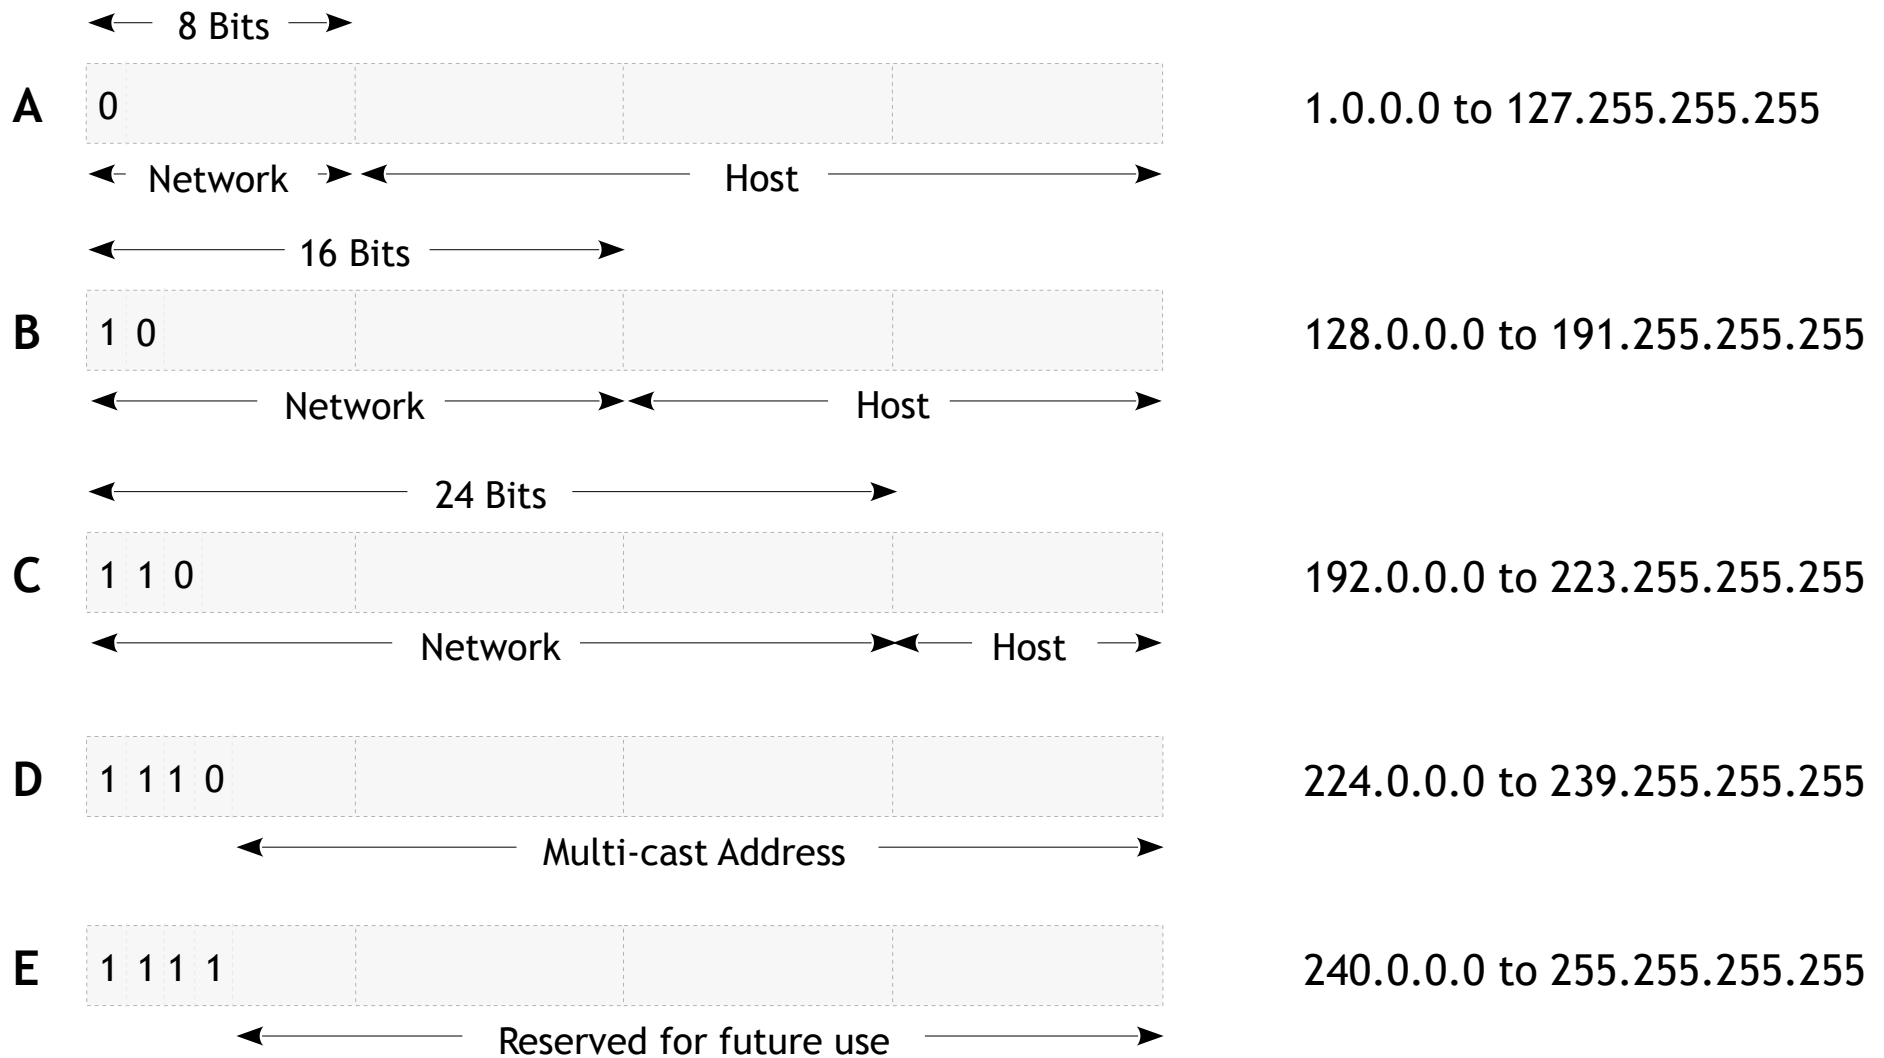 8 Bits
A 0 1.0.0.0 to 127.255.255.255
Network Host
16 Bits
B 1 0 128.0.0.0 to 191.255.255.255
Network Host
24 Bits
C 1 1 0 192.0.0.0 to 223.255.255.255
Network Host
D 1 1 1 0 224.0.0.0 to 239.255.255.255
Multi-cast Address
E 1 1 1 1 240.0.0.0 to 255.255.255.255
Reserved for future use